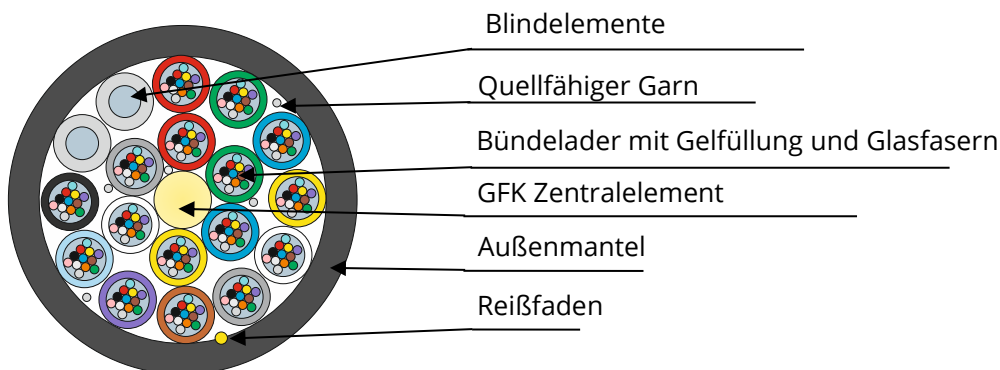 Blindelemente
Quellfähiger Garn
Bündelader mit Gelfüllung und Glasfasern
GFK Zentralelement
Außenmantel
Reißfaden